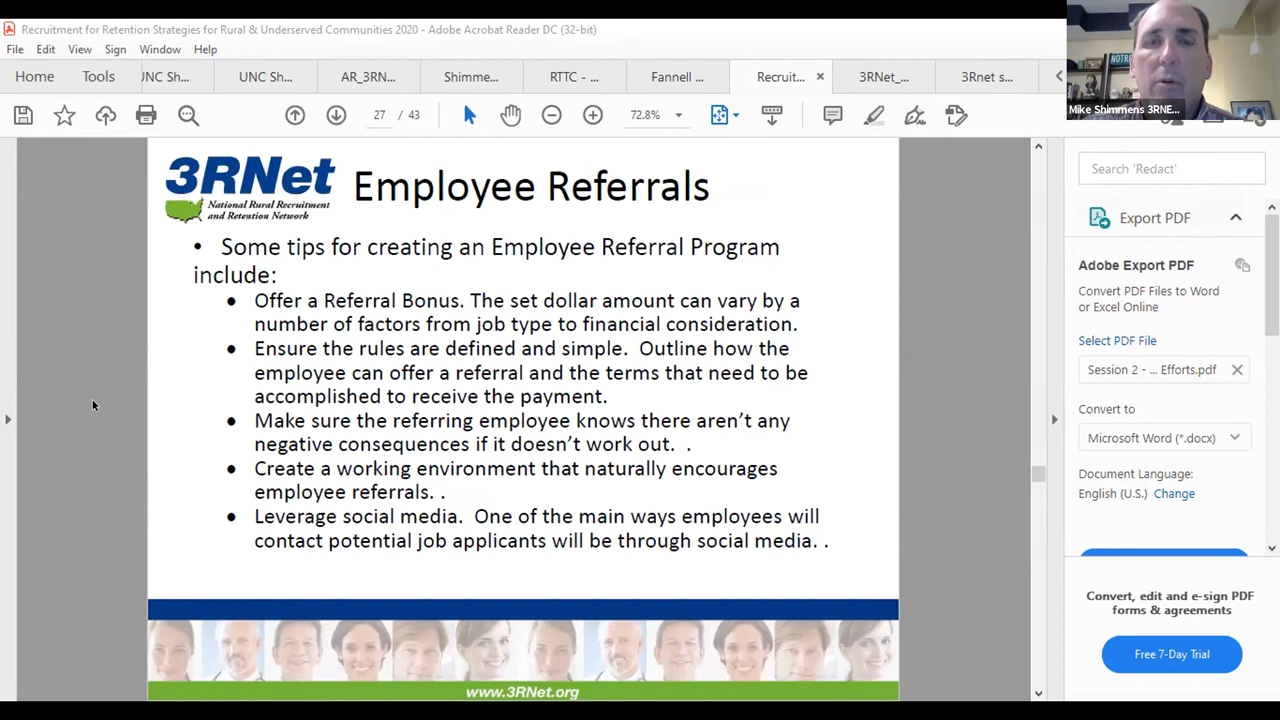 Recruitment for Retention Strategies for Rural & Underserved Communities 2020 - Adobe Acrobat Reader DC (32-bit)
File Edit View Sign Window Help
Home Tools UNC Sh... UNC Sh... AR_3RN... Shimme... RTTC - ... Fannell ... Recruit... × 3RNet_... 3Rnet s...
37 / 43 72.8%
Mike Shimmens 3RNE...
Search 'Redact'
Export PDF
Adobe Export PDF
Convert PDF Files to Word
or Excel Online
Select PDF File
Session 2 - ... Efforts.pdf
Convert to
Microsoft Word (*.docx)
Document Language:
English (U.S.) Change
Convert, edit and e-sign PDF
forms & agreements
Free 7-Day Trial
3RNet
National Rural Recruitment
and Retention Network
Employee Referrals
• Some tips for creating an Employee Referral Program
include:
• Offer a Referral Bonus. The set dollar amount can vary by a
number of factors from job type to financial consideration.
• Ensure the rules are defined and simple. Outline how the
employee can offer a referral and the terms that need to be
accomplished to receive the payment.
• Make sure the referring employee knows there aren't any
negative consequences if it doesn't work out. .
• Create a working environment that naturally encourages
employee referrals. .
• Leverage social media. One of the main ways employees will
contact potential job applicants will be through social media. .
www.3RNet.org